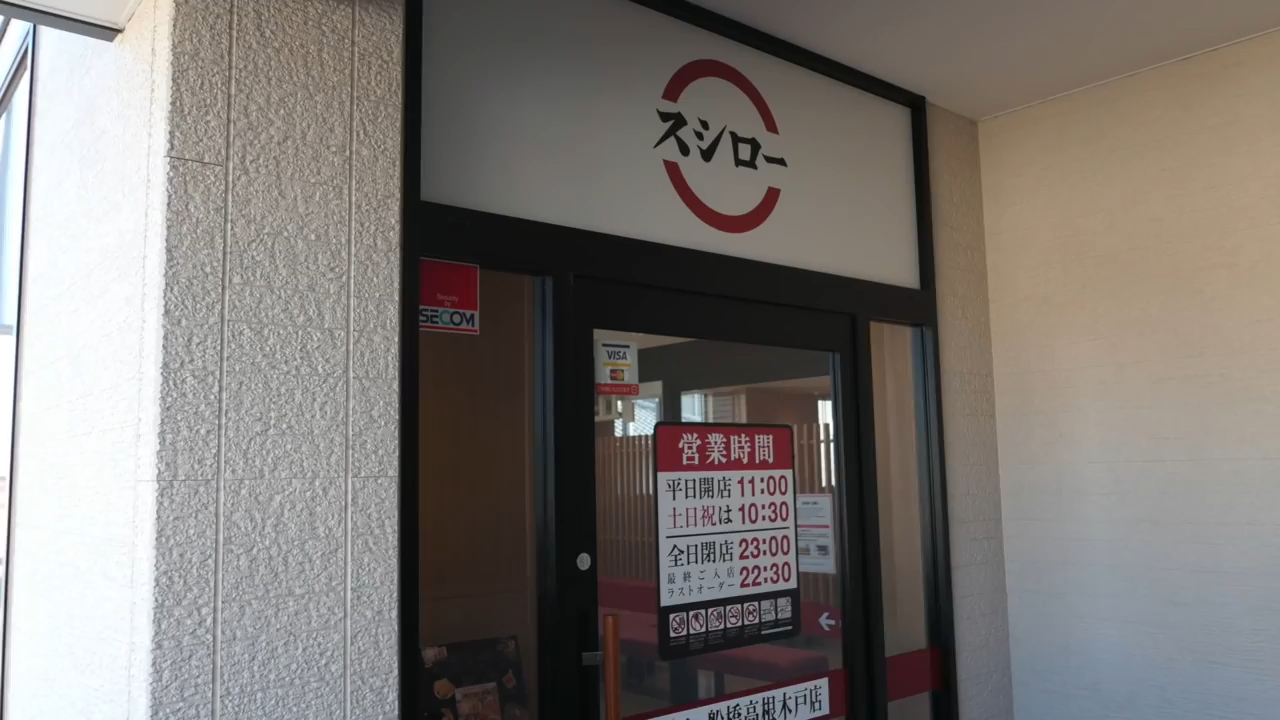 スシロー
Security
by
SECOM
VISA
営業時間
平日開店 11:00
土日祝は 10:30
全日閉店 23:00
最終ご入店
ラストオーダー 22:30
船橋高根木戸店